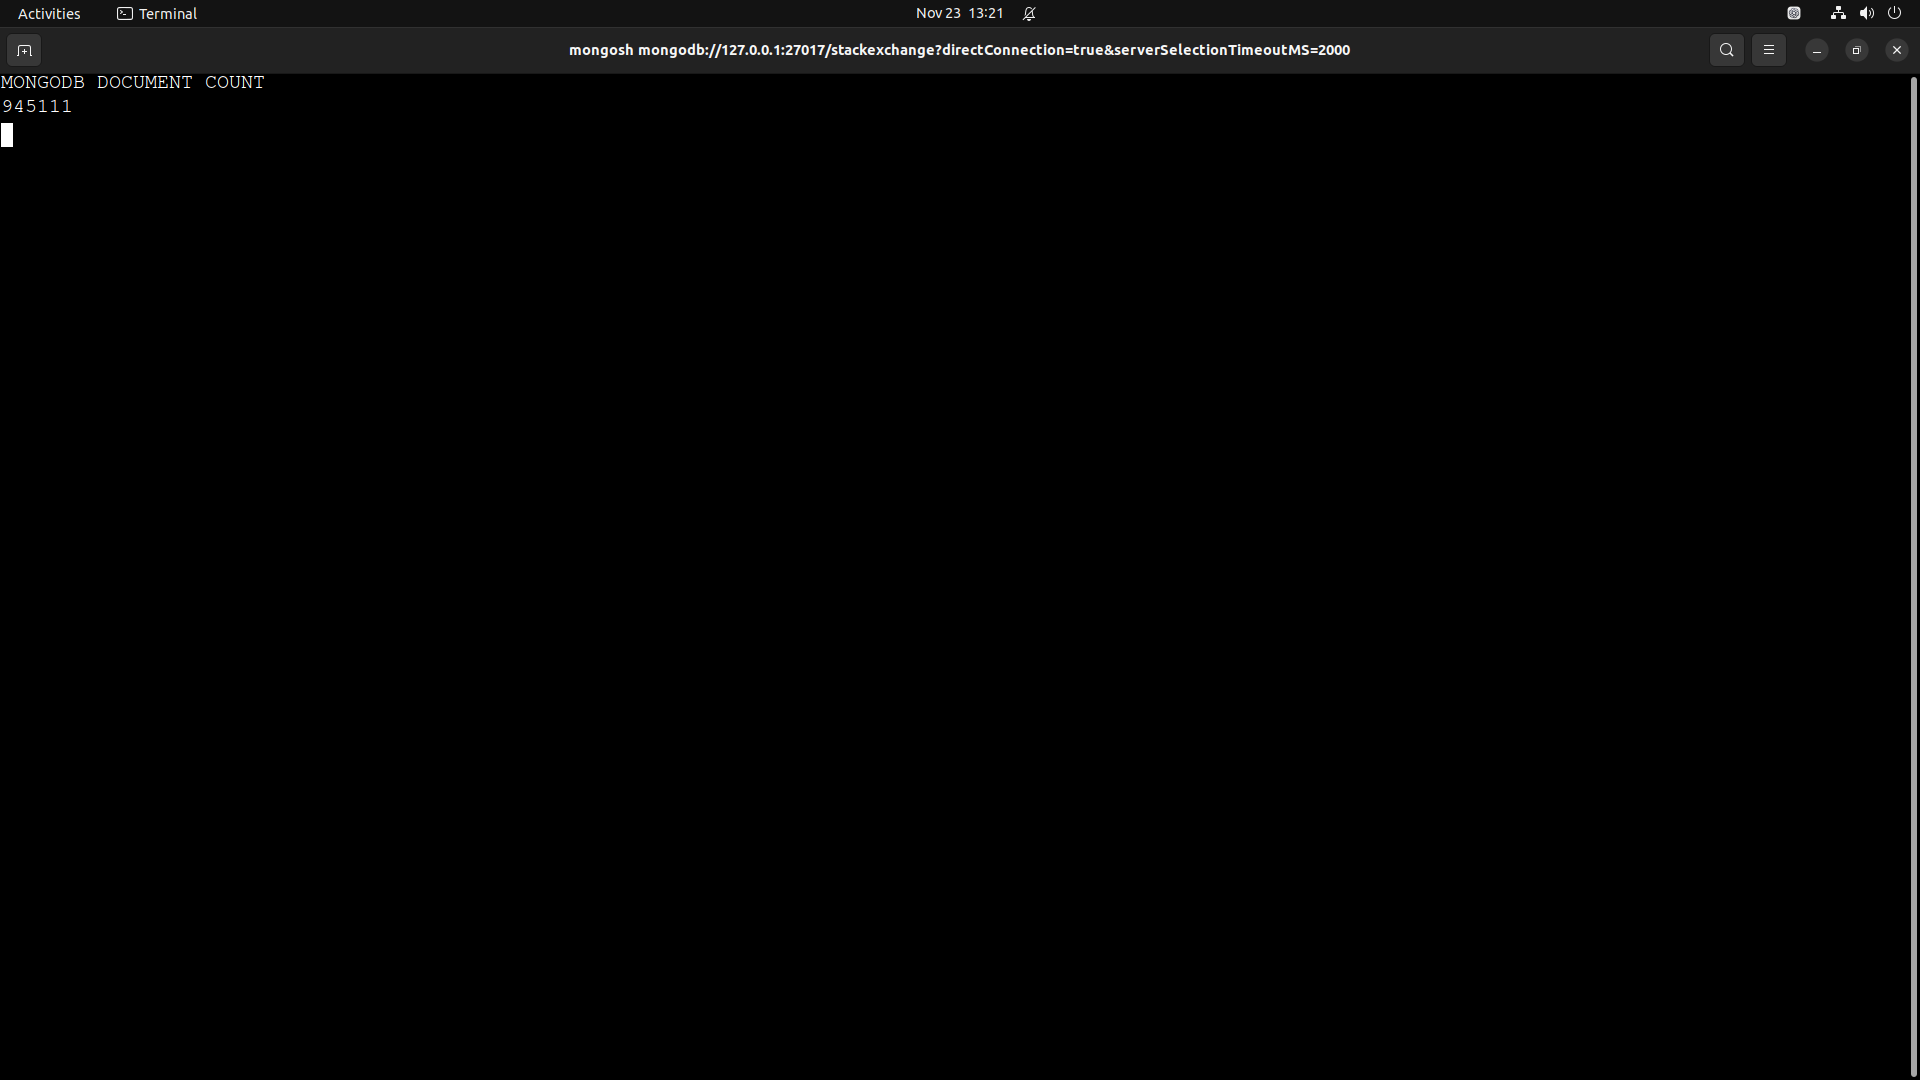 Activities Terminal Nov 23 13:21
mongosh mongodb://127.0.0.1:27017/stackexchange?directConnection=true&serverSelectionTimeoutMS=2000
MONGODB DOCUMENT COUNT
945111